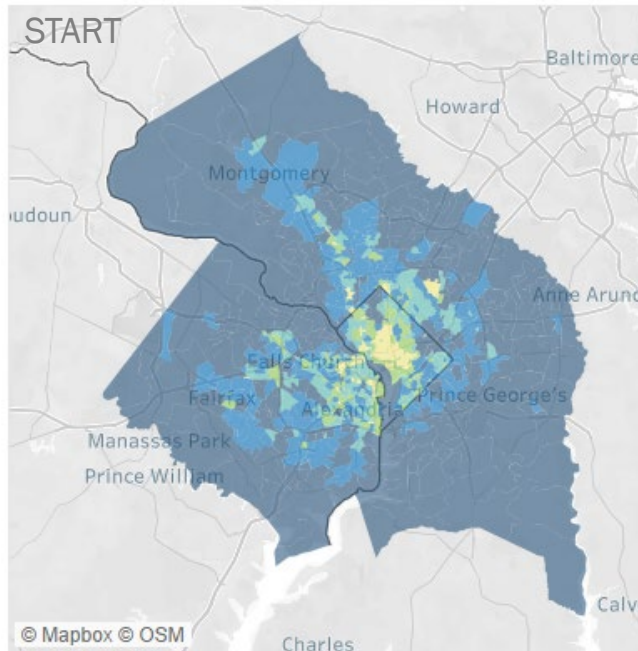 START
Baltimore
Howard
Montgomery
oudoun
Anne Arund
Falls Church
Fairfax
Alexandria
Prince George's
Manassas Park
Prince William
Calv
© Mapbox © OSM
Charles